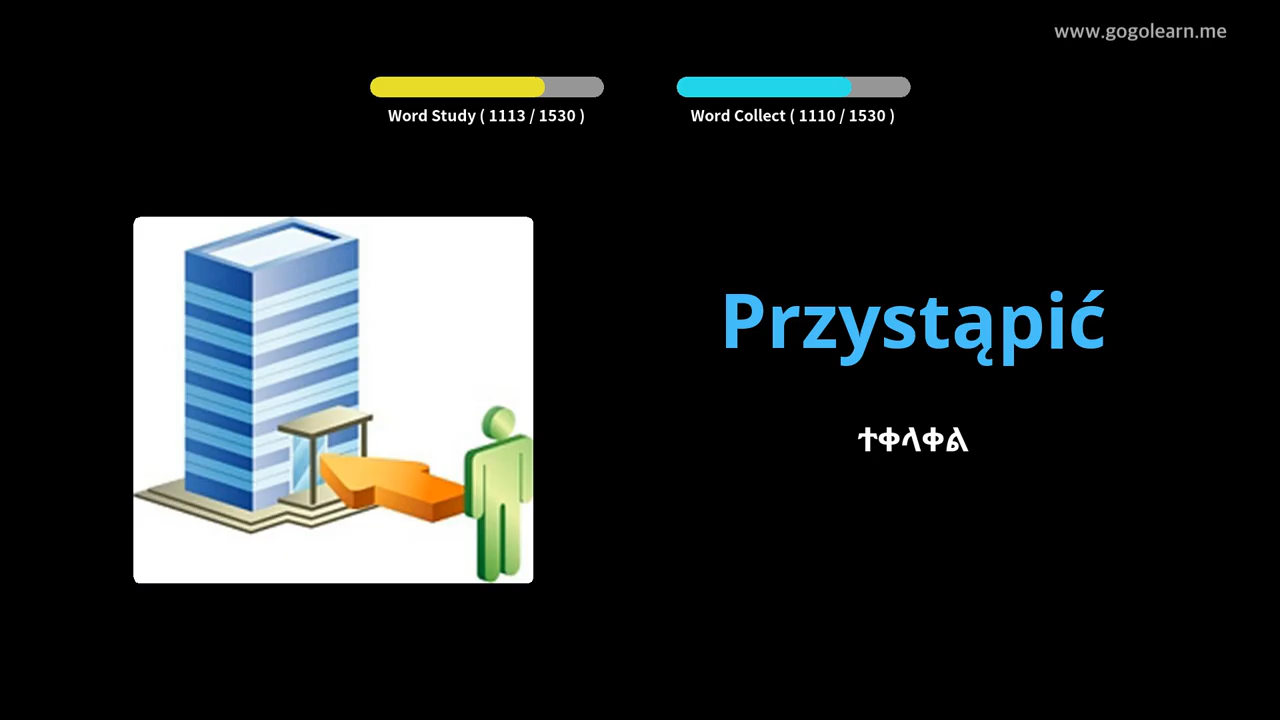 www.gogolearn.me
Word Study ( 1113 / 1530 )
Word Collect ( 1110 / 1530 )
Przystąpić
ተቀላቀል